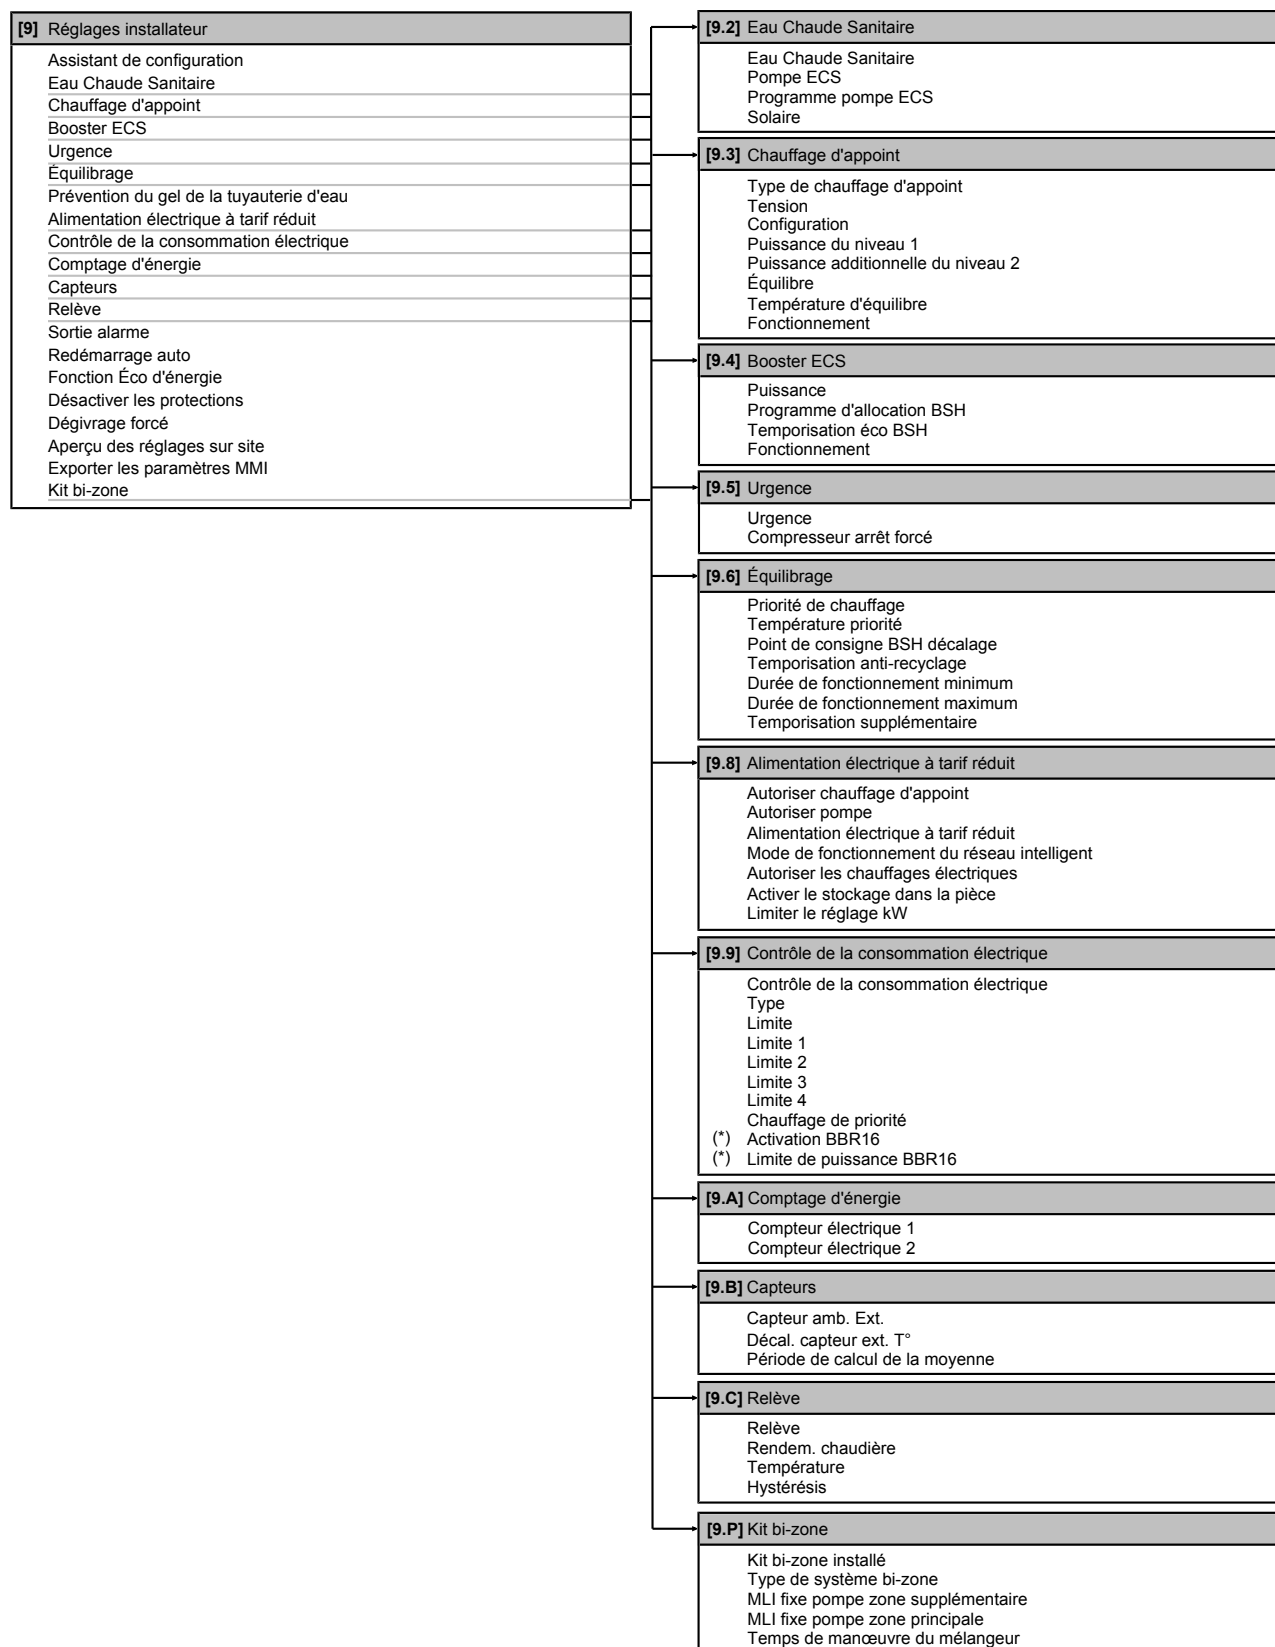 [9] Réglages installateur
Assistant de configuration
Eau Chaude Sanitaire
Chauffage d'appoint
Booster ECS
Urgence
Équilibrage
Prévention du gel de la tuyauterie d'eau
Alimentation électrique à tarif réduit
Contrôle de la consommation électrique
Comptage d'énergie
Capteurs
Relève
Sortie alarme
Redémarrage auto
Fonction Éco d'énergie
Désactiver les protections
Dégivrage forcé
Aperçu des réglages sur site
Exporter les paramètres MMI
Kit bi-zone
[9.2] Eau Chaude Sanitaire
Eau Chaude Sanitaire
Pompe ECS
Programme pompe ECS
Solaire
[9.3] Chauffage d'appoint
Type de chauffage d'appoint
Tension
Configuration
Puissance du niveau 1
Puissance additionnelle du niveau 2
Équilibre
Température d'équilibre
Fonctionnement
[9.4] Booster ECS
Puissance
Programme d'allocation BSH
Temporisation éco BSH
Fonctionnement
[9.5] Urgence
Urgence
Compresseur arrêt forcé
[9.6] Équilibrage
Priorité de chauffage
Température priorité
Point de consigne BSH décalage
Temporisation anti-recyclage
Durée de fonctionnement minimum
Durée de fonctionnement maximum
Temporisation supplémentaire
[9.8] Alimentation électrique à tarif réduit
Autoriser chauffage d'appoint
Autoriser pompe
Alimentation électrique à tarif réduit
Mode de fonctionnement du réseau intelligent
Autoriser les chauffages électriques
Activer le stockage dans la pièce
Limiter le réglage kW
[9.9] Contrôle de la consommation électrique
Contrôle de la consommation électrique
Type
Limite
Limite 1
Limite 2
Limite 3
Limite 4
Chauffage de priorité
(*) Activation BBR16
(*) Limite de puissance BBR16
[9.A] Comptage d'énergie
Compteur électrique 1
Compteur électrique 2
[9.B] Capteurs
Capteur amb. Ext.
Décal. capteur ext. T°
Période de calcul de la moyenne
[9.C] Relève
Relève
Rendem. chaudière
Température
Hystérésis
[9.P] Kit bi-zone
Kit bi-zone installé
Type de système bi-zone
MLI fixe pompe zone supplémentaire
MLI fixe pompe zone principale
Temps de manœuvre du mélangeur